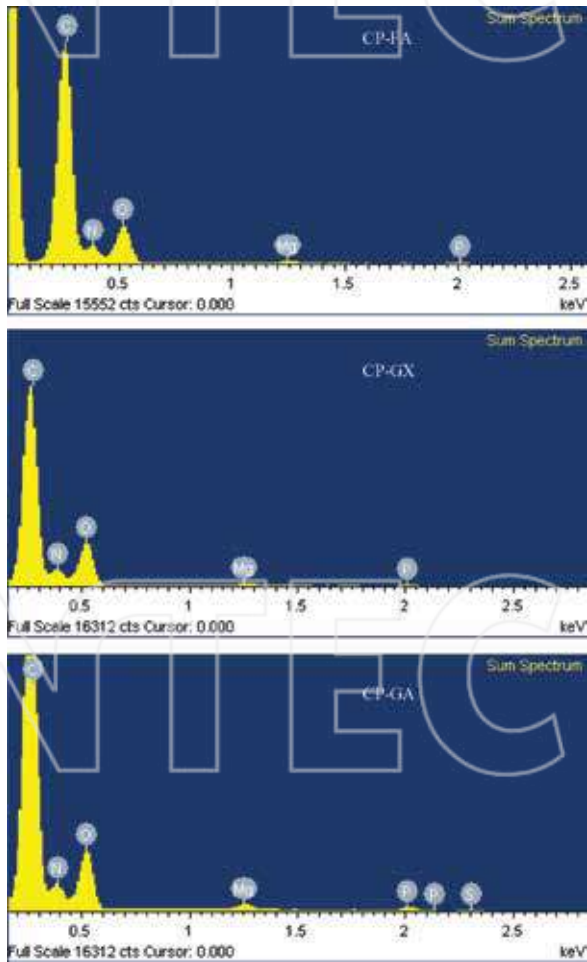 Sum Spectrum
CP-FA
C
N
O
Mg
P
0.5 1 1.5 2 2.5
Full Scale 15552 cts Cursor: 0.000 keV
Sum Spectrum
CP-GX
C
N
O
Mg
P
0.5 1 1.5 2 2.5
Full Scale 16312 cts Cursor: 0.000 keV
Sum Spectrum
CP-GA
C
N
O
Mg
P
P
S
0.5 1 1.5 2 2.5
Full Scale 16312 cts Cursor: 0.000 keV